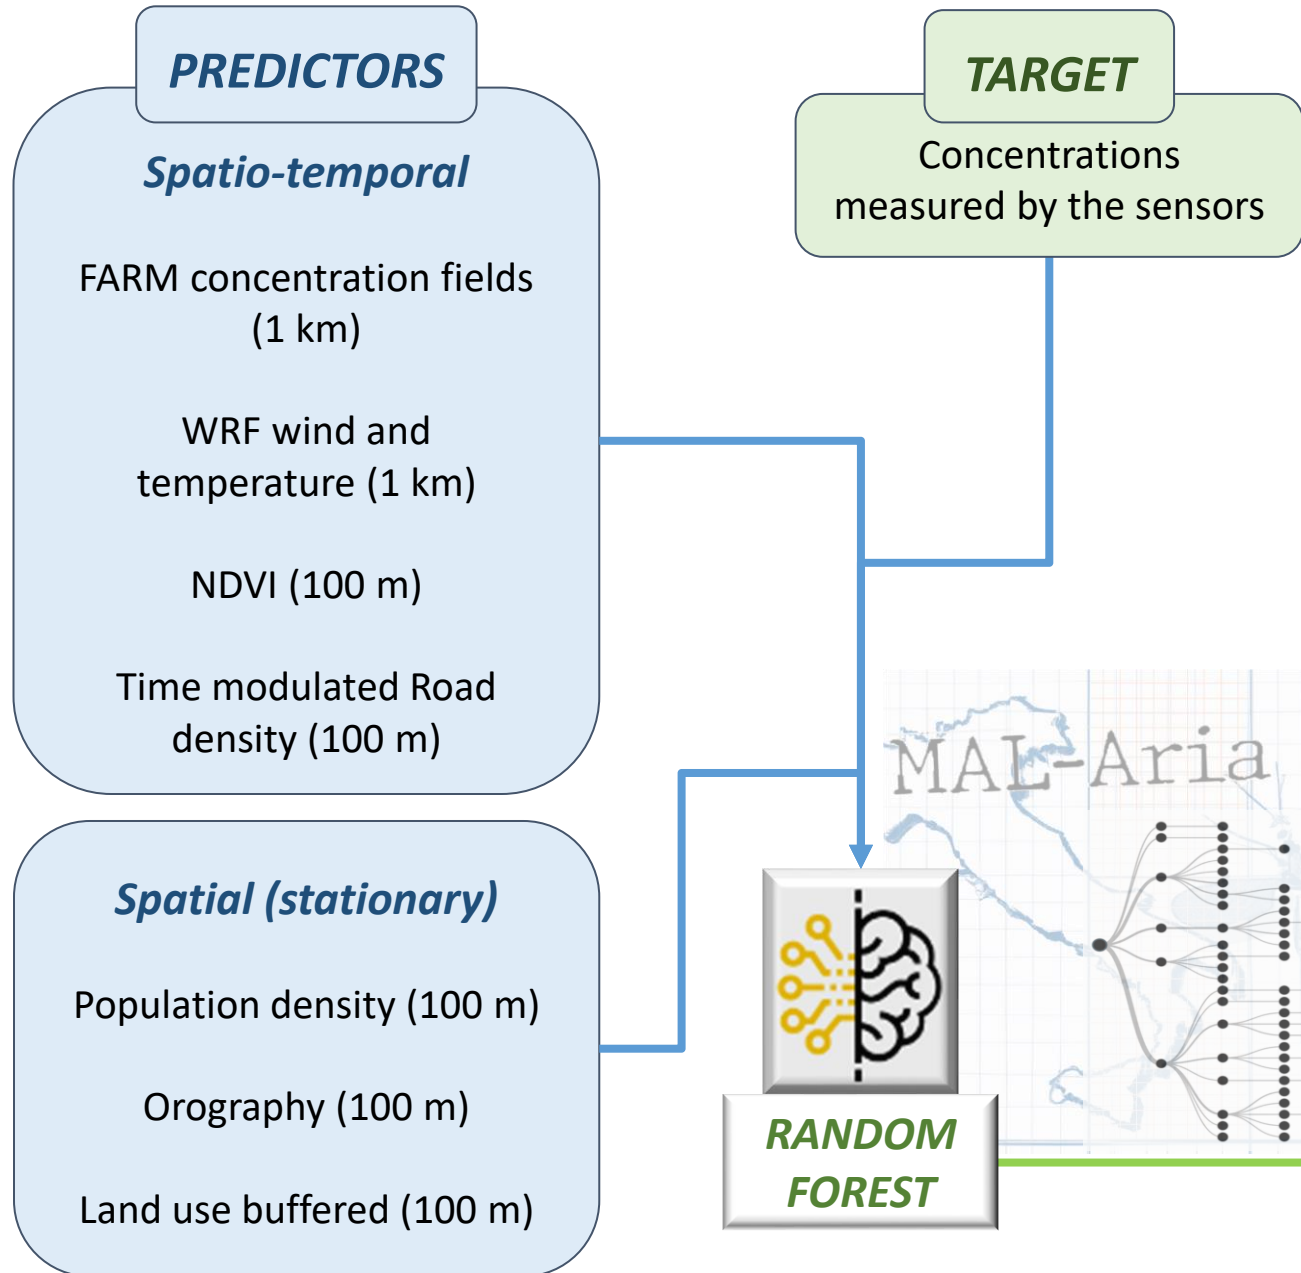 PREDICTORS
Spatio-temporal
FARM concentration fields
(1 km)
WRF wind and
temperature (1 km)
NDVI (100 m)
Time modulated Road
density (100 m)
Spatial (stationary)
Population density (100 m)
Orography (100 m)
Land use buffered (100 m)
TARGET
Concentrations
measured by the sensors
MAL-Aria
RANDOM
FOREST